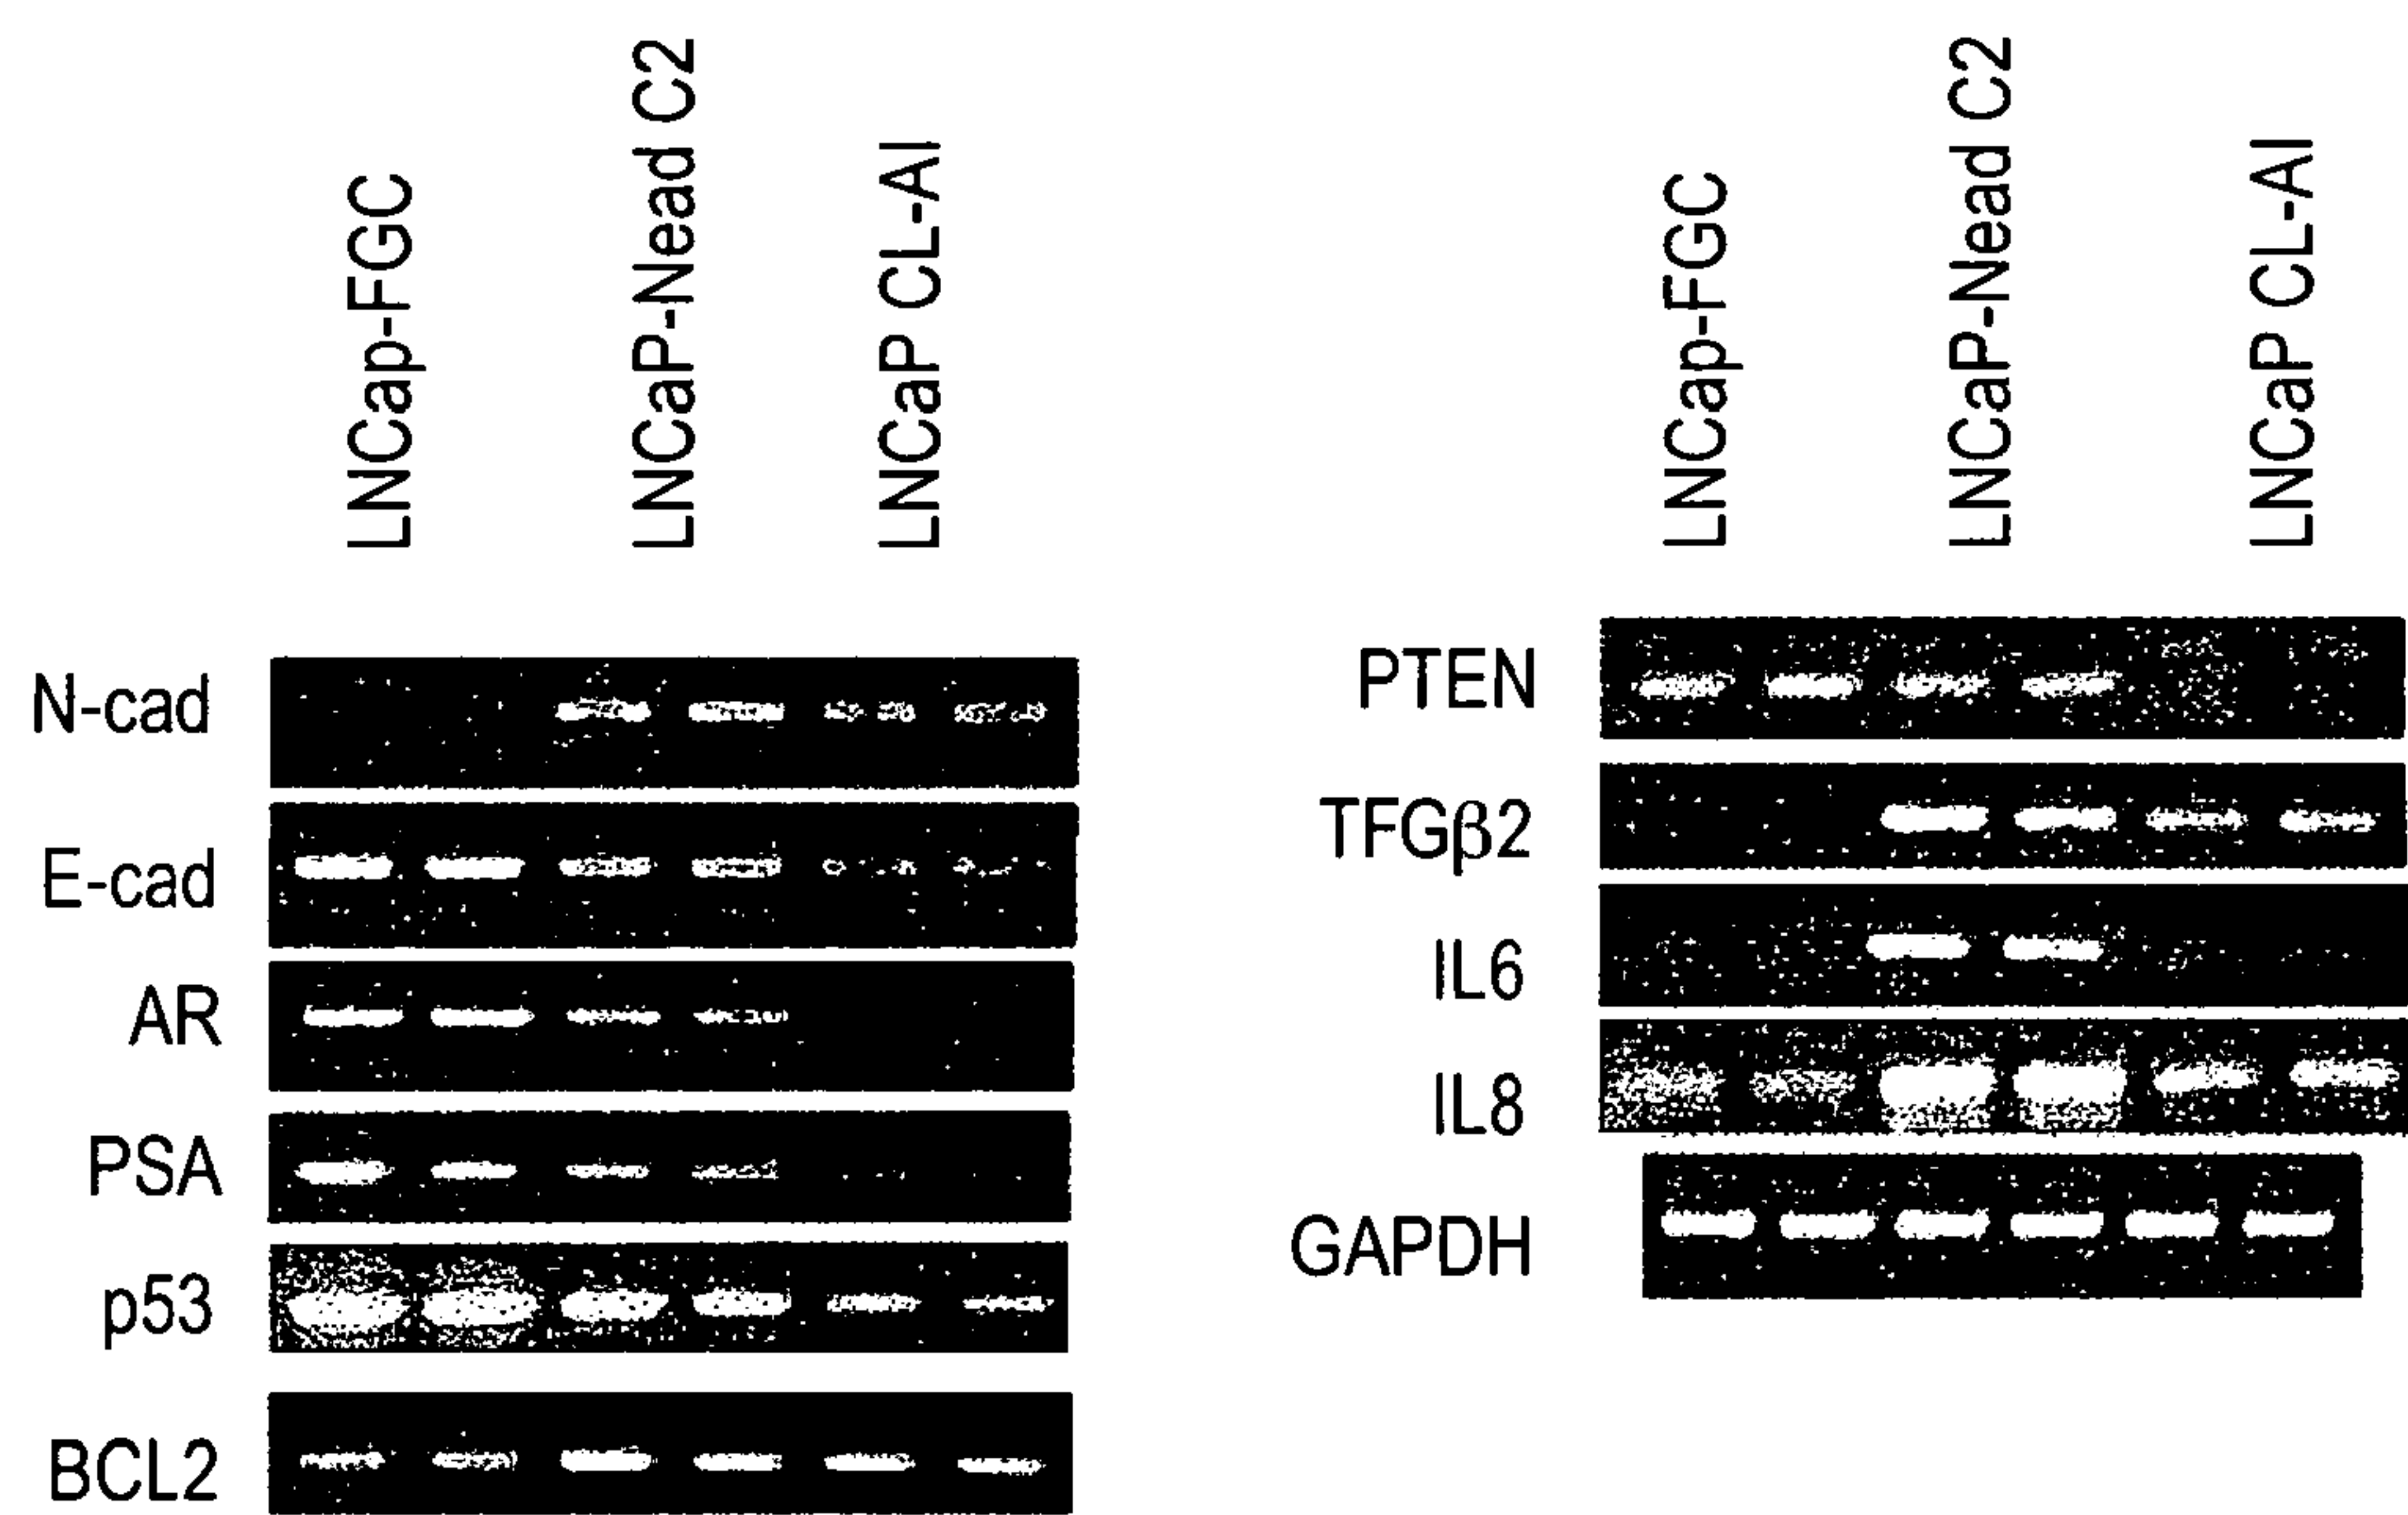 LNCap-FGC
LNCaP-Nead C2
LNCaP CL-AI
N-cad
E-cad
AR
PSA
p53
BCL2
LNCap-FGC
LNCaP-Nead C2
LNCaP CL-AI
PTEN
TFGβ2
IL6
IL8
GAPDH